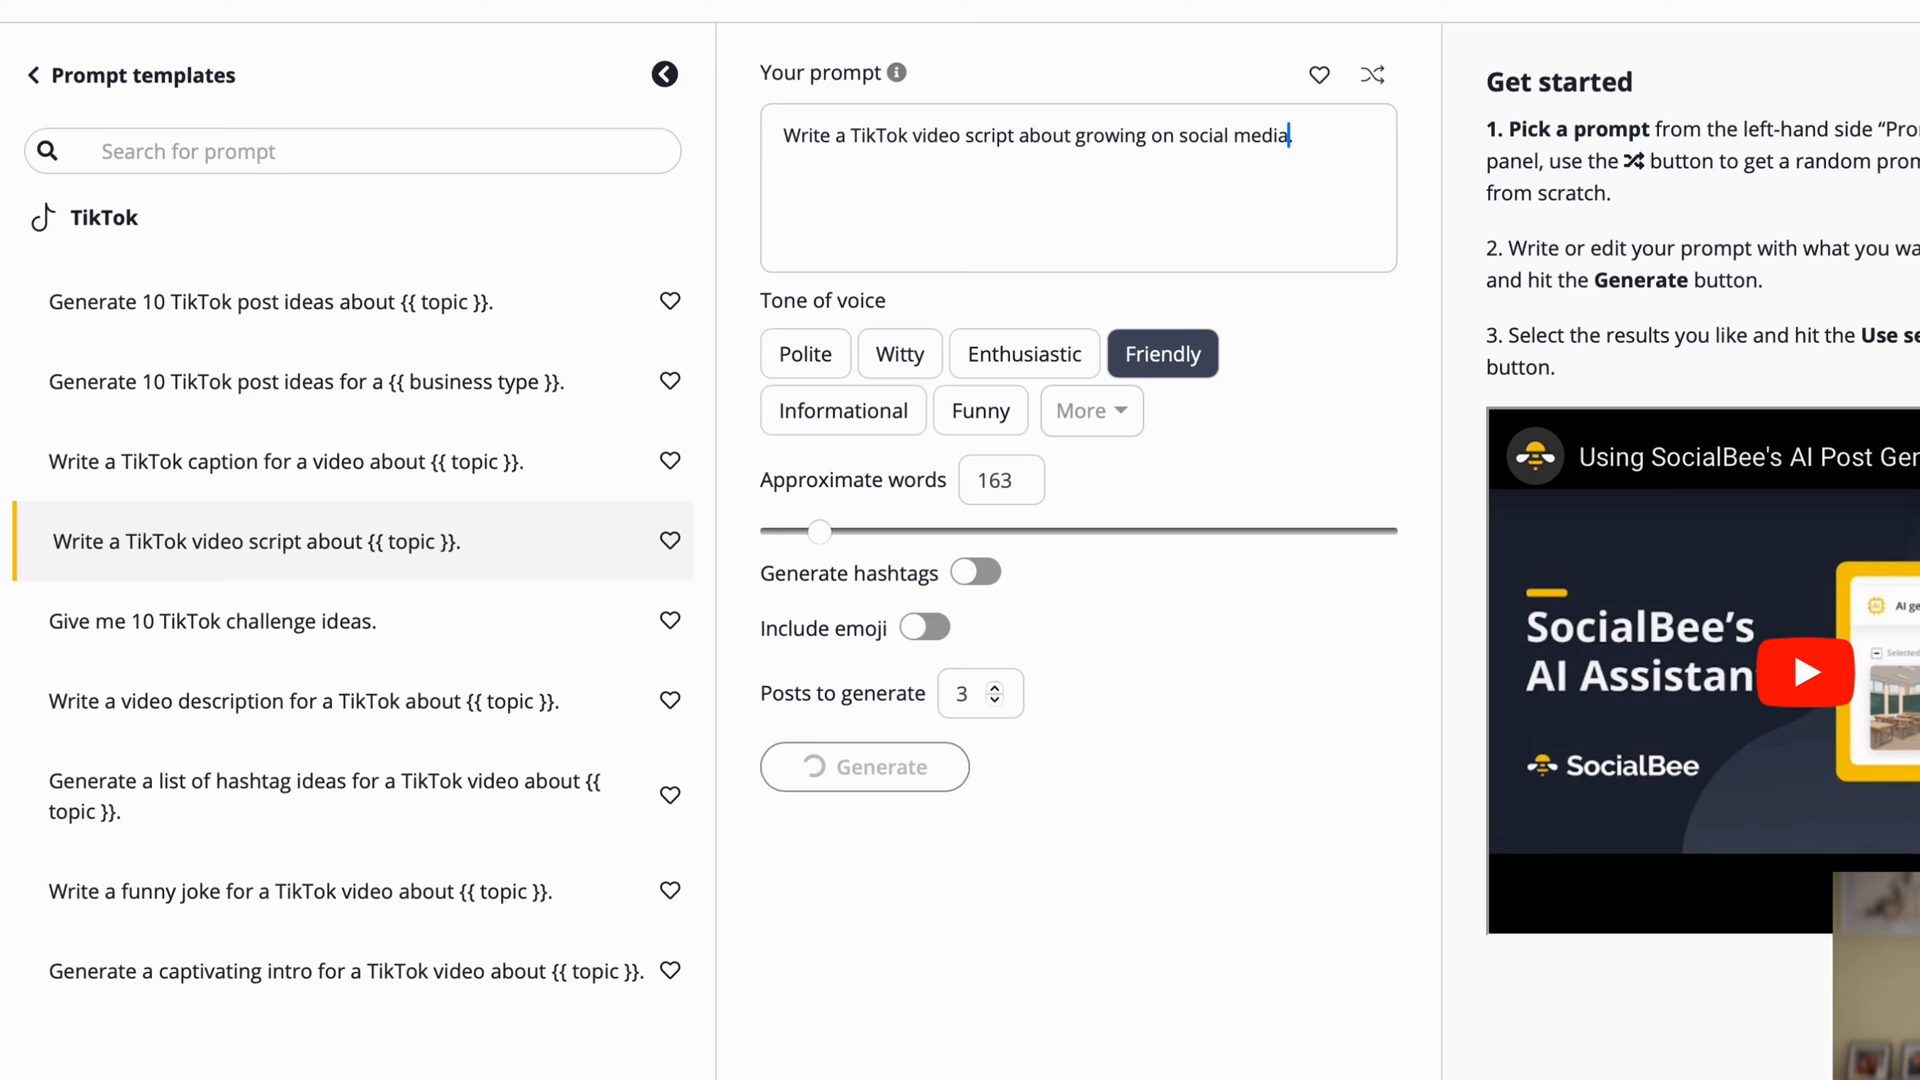 Prompt templates
Search for prompt
TikTok
Generate 10 TikTok post ideas about {{ topic }}.
Generate 10 TikTok post ideas for a {{ business type }}.
Write a TikTok caption for a video about {{ topic }}.
Write a TikTok video script about {{ topic }}.
Give me 10 TikTok challenge ideas.
Write a video description for a TikTok about {{ topic }}.
Generate a list of hashtag ideas for a TikTok video about {{
topic }}.
Write a funny joke for a TikTok video about {{ topic }}.
Generate a captivating intro for a TikTok video about {{ topic }}.
Your prompt
Write a TikTok video script about growing on social media.
Tone of voice
Polite
Witty
Enthusiastic
Friendly
Informational
Funny
More
Approximate words
163
Generate hashtags
Include emoji
Posts to generate
3
Generate
Get started
1. Pick a prompt from the left-hand side “Pro
panel, use the button to get a random prom
from scratch.
2. Write or edit your prompt with what you wa
and hit the Generate button.
3. Select the results you like and hit the Use se
button.
Using SocialBee's AI Post Gen
SocialBee’s
AI Assistan
SocialBee
AI ge
Selected